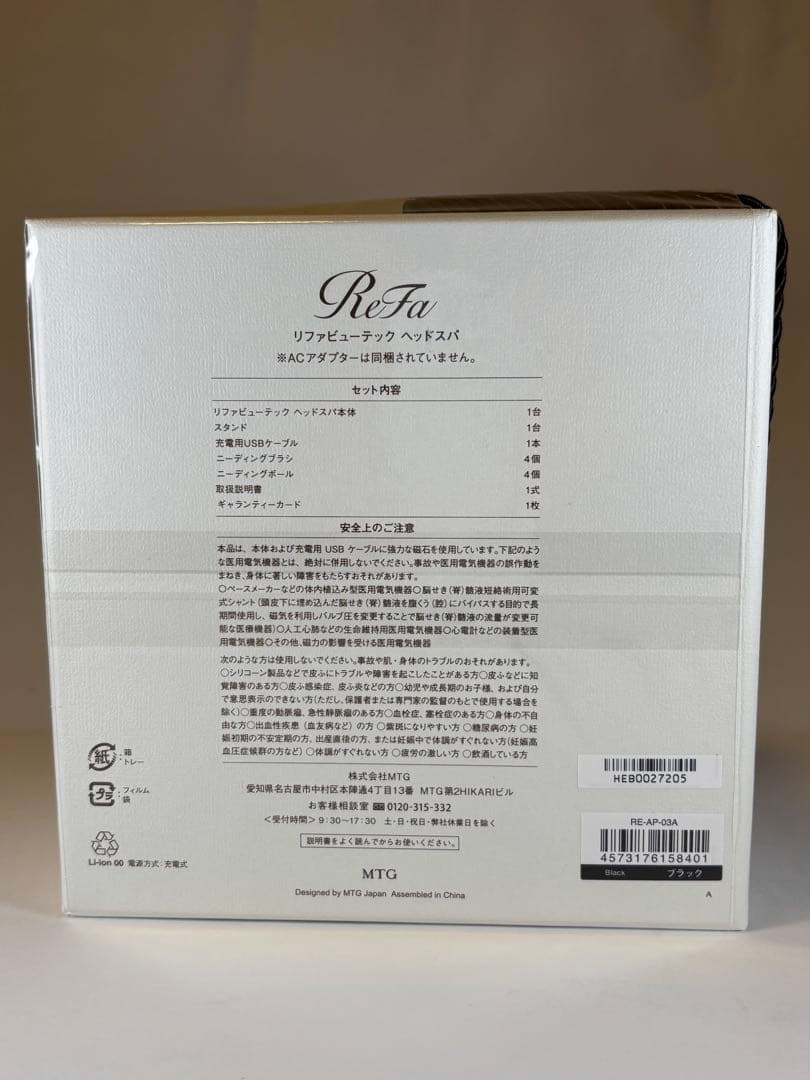 ReFa
リファビューテック ヘッドスパ
※ACアダプターは同梱されていません。
セット内容
リファビューテック ヘッドスパ本体 1台
スタンド 1台
充電用USBケーブル 1本
ニーディングブラシ 4個
ニーディングボール 4個
取扱説明書 1式
ギャランティーカード 1枚
安全上のご注意
本品は、本体および充電用 USB ケーブルに強力な磁石を使用しています。下記のよう
な医用電気機器とは、絶対に併用しないでください。事故や医用電気機器の誤作動を
まねき、身体に著しい障害をもたらすおそれがあります。
○ペースメーカーなどの体内植込み型医用電気機器○脳せき(脊)髄液短絡術用可変
式シャント(頭皮下に埋め込んだ脳せき(脊)髄液を腹くう(腔)にバイパスする目的で長
期間使用し、磁気を利用しバルブ圧を変更することで脳せき(脊)髄液の流量が変更可
能な医療機器)○人工心肺などの生命維持用医用電気機器○心電計などの装着型医
用電気機器○その他、磁力の影響を受ける医用電気機器
次のような方は使用しないでください。事故や肌・身体のトラブルのおそれがあります。
○シリコーン製品などで皮ふにトラブルや障害を起こしたことがある方○皮ふなどに知
覚障害のある方○皮ふ感染症、皮ふ炎などの方○幼児や成長期のお子様、および自分
で意思表示のできない方(ただし、保護者または専門家の監督のもとで使用する場合を
除く)○重度の動脈瘤、急性静脈瘤のある方○血栓症、塞栓症のある方○身体の不自
由な方○出血性疾患(血友病など)の方○紫斑になりやすい方○糖尿病の方○妊
娠初期の不安定期の方、出産直後の方、または妊娠中で体調がすぐれない方(妊娠高
血圧症候群の方など)○体調がすぐれない方○疲労の激しい方○飲酒している方
株式会社MTG
愛知県名古屋市中村区本陣通4丁目13番 MTG第2HIKARIビル
お客様相談室 0120-315-332
<受付時間>9:30~17:30 土・日・祝日・弊社休業日を除く
説明書をよく読んでからお使いください。
MTG
Designed by MTG Japan Assembled in China
紙
箱
トレー
プラ
フィルム
袋
Li-ion 00 電源方式:充電式
HEB0027205
RE-AP-03A
4573176158401
Black ブラック
A